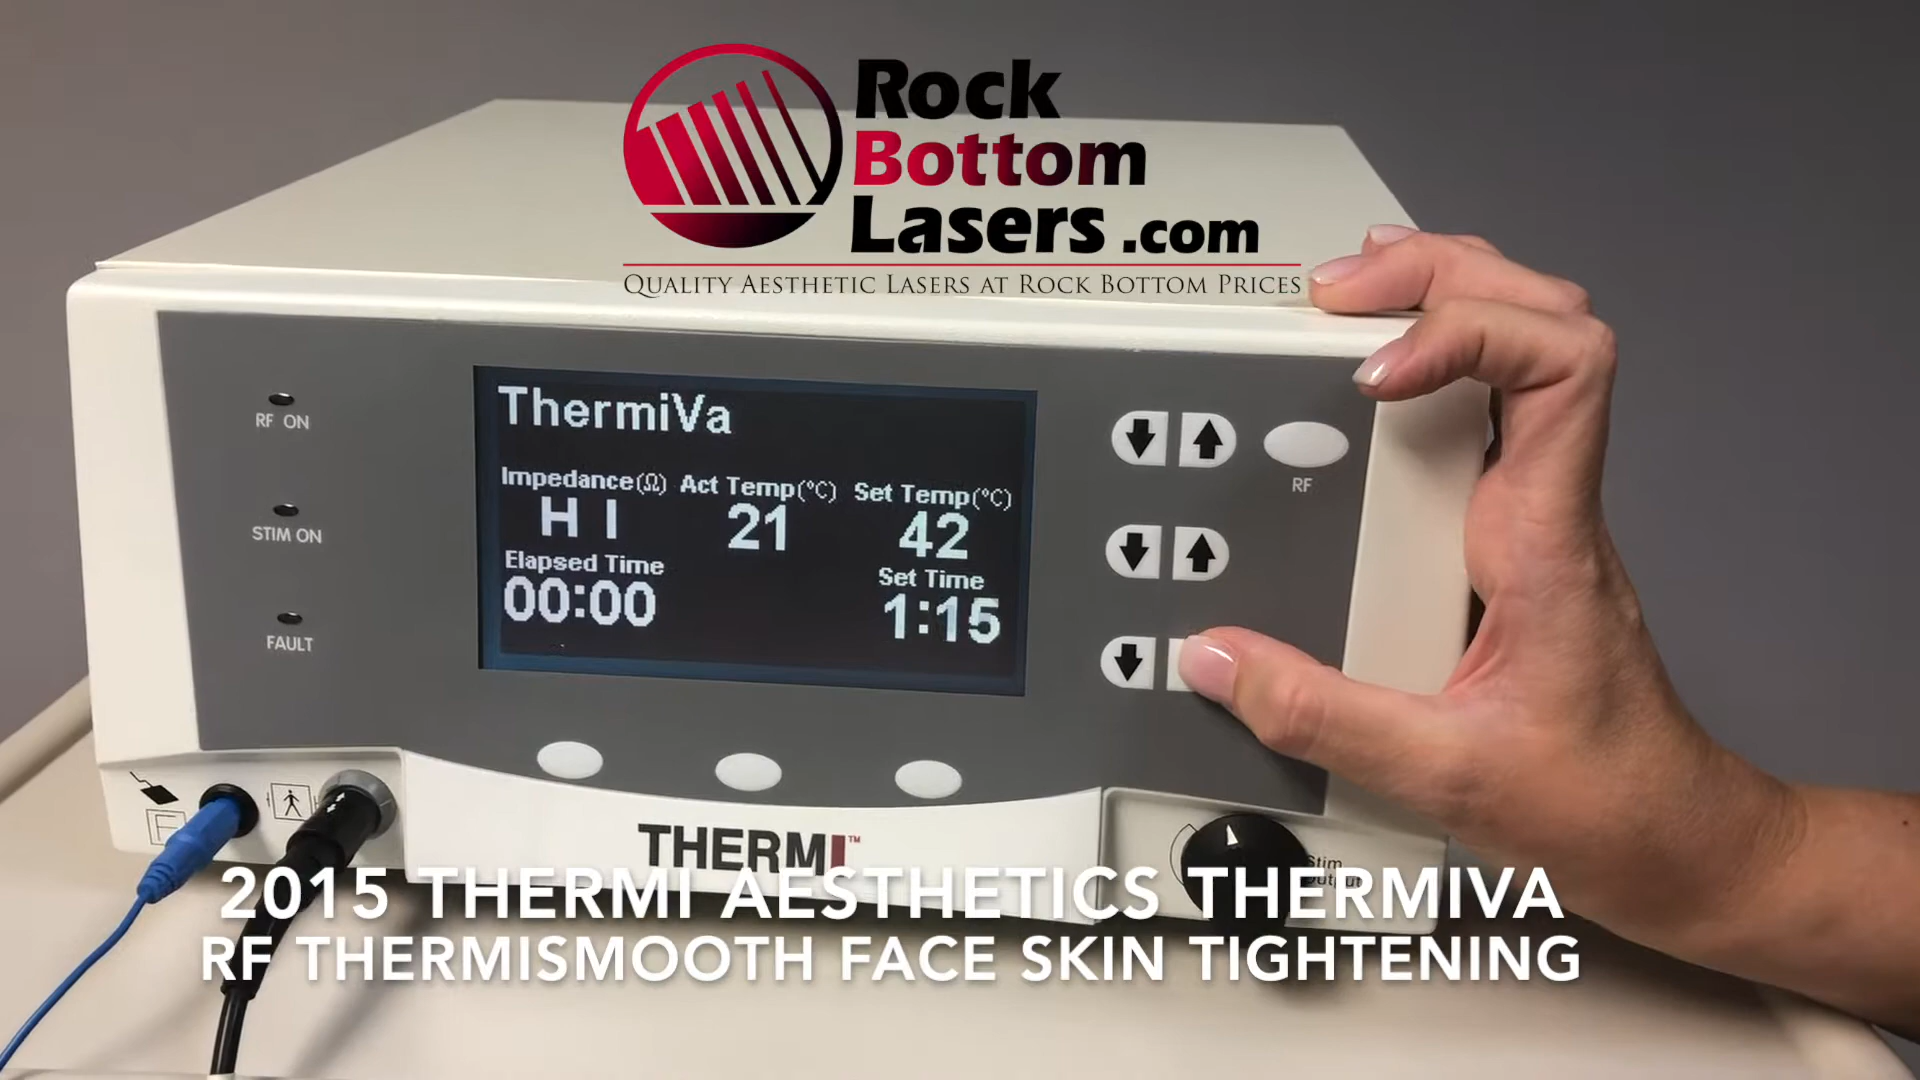 Rock
Bottom
Lasers.com
Quality Aesthetic Lasers at Rock Bottom Prices
ThermiVa
Impedance(Ω) Act Temp(°C) Set Temp(°C)
HI 21 42
Elapsed Time Set Time
00:00 1:15
RF ON
STIM ON
FAULT
RF
F
THERMI™
Stim
Output
2015 THERMI AESTHETICS THERMIVA
RF THERMISMOOTH FACE SKIN TIGHTENING